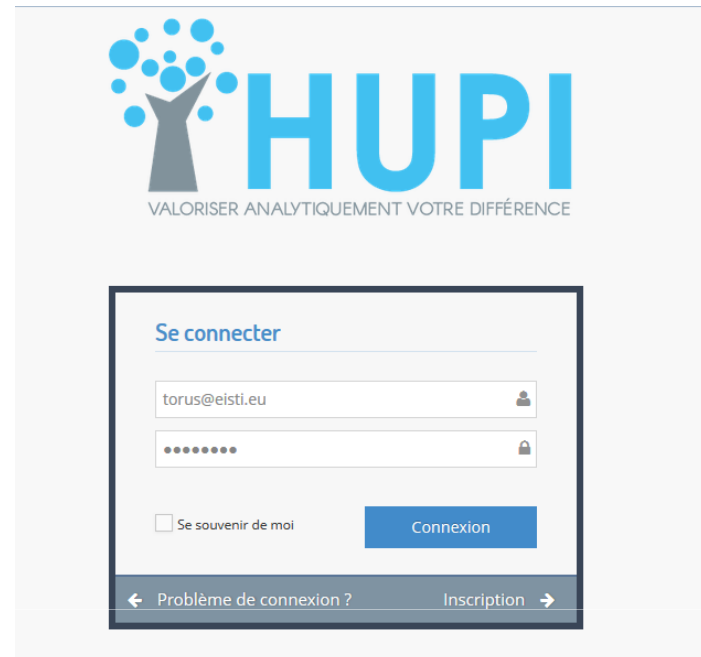 HUPI
VALORISER ANALYTIQUEMENT VOTRE DIFFÉRENCE
Se connecter
torus@eisti.eu
••••••••
Se souvenir de moi
Connexion
Problème de connexion ?
Inscription